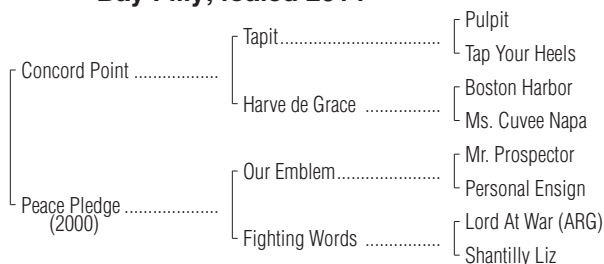 Bay Filly; foaled
Pulpit
Tapit
Tap Your Heels
Concord Point
Boston Harbor
Harve de Grace
Ms. Cuvee Napa
Mr. Prospector
Our Emblem
Personal Ensign
Peace Pledge
(2000)
Lord At War (ARG)
Fighting Words
Shantilly Liz